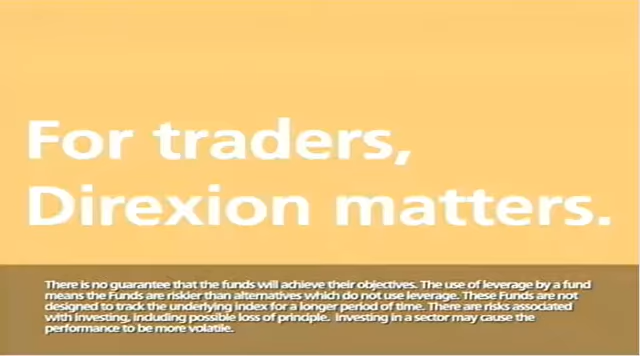 For traders,
Direxion matters.
There is no guarantee that the funds will achieve their objectives. The use of leverage by a fund
means the Funds are riskier than alternatives which do not use leverage. These Funds are not
designed to track the underlying index for a longer period of time. There are risks associated
with investing, including possible loss of principle. Investing in a sector may cause the
performance to be more volatile.